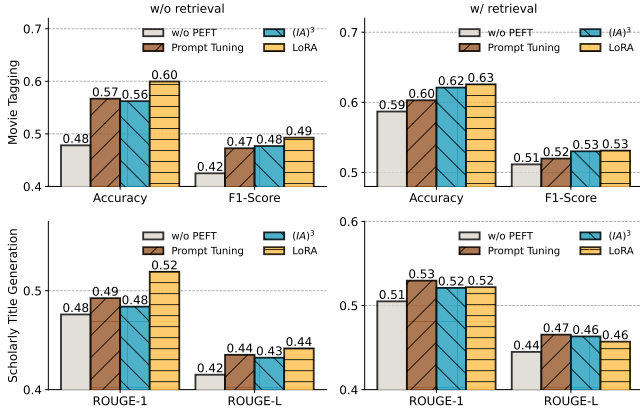 w/o retrieval
w/ retrieval
Movie Tagging
0.7
0.6
0.5
0.4
w/o PEFT
Prompt Tuning
(IA)³
LoRA
0.48
0.57
0.56
0.60
0.42
0.47
0.48
0.49
Accuracy
F1-Score
0.7
0.6
0.5
w/o PEFT
Prompt Tuning
(IA)³
LoRA
0.59
0.60
0.62
0.63
0.51
0.52
0.53
0.53
Accuracy
F1-Score
Scholarly Title Generation
0.5
0.4
w/o PEFT
Prompt Tuning
(IA)³
LoRA
0.48
0.49
0.48
0.52
0.42
0.44
0.43
0.44
ROUGE-1
ROUGE-L
0.6
0.5
0.4
w/o PEFT
Prompt Tuning
(IA)³
LoRA
0.51
0.53
0.52
0.52
0.44
0.47
0.46
0.46
ROUGE-1
ROUGE-L